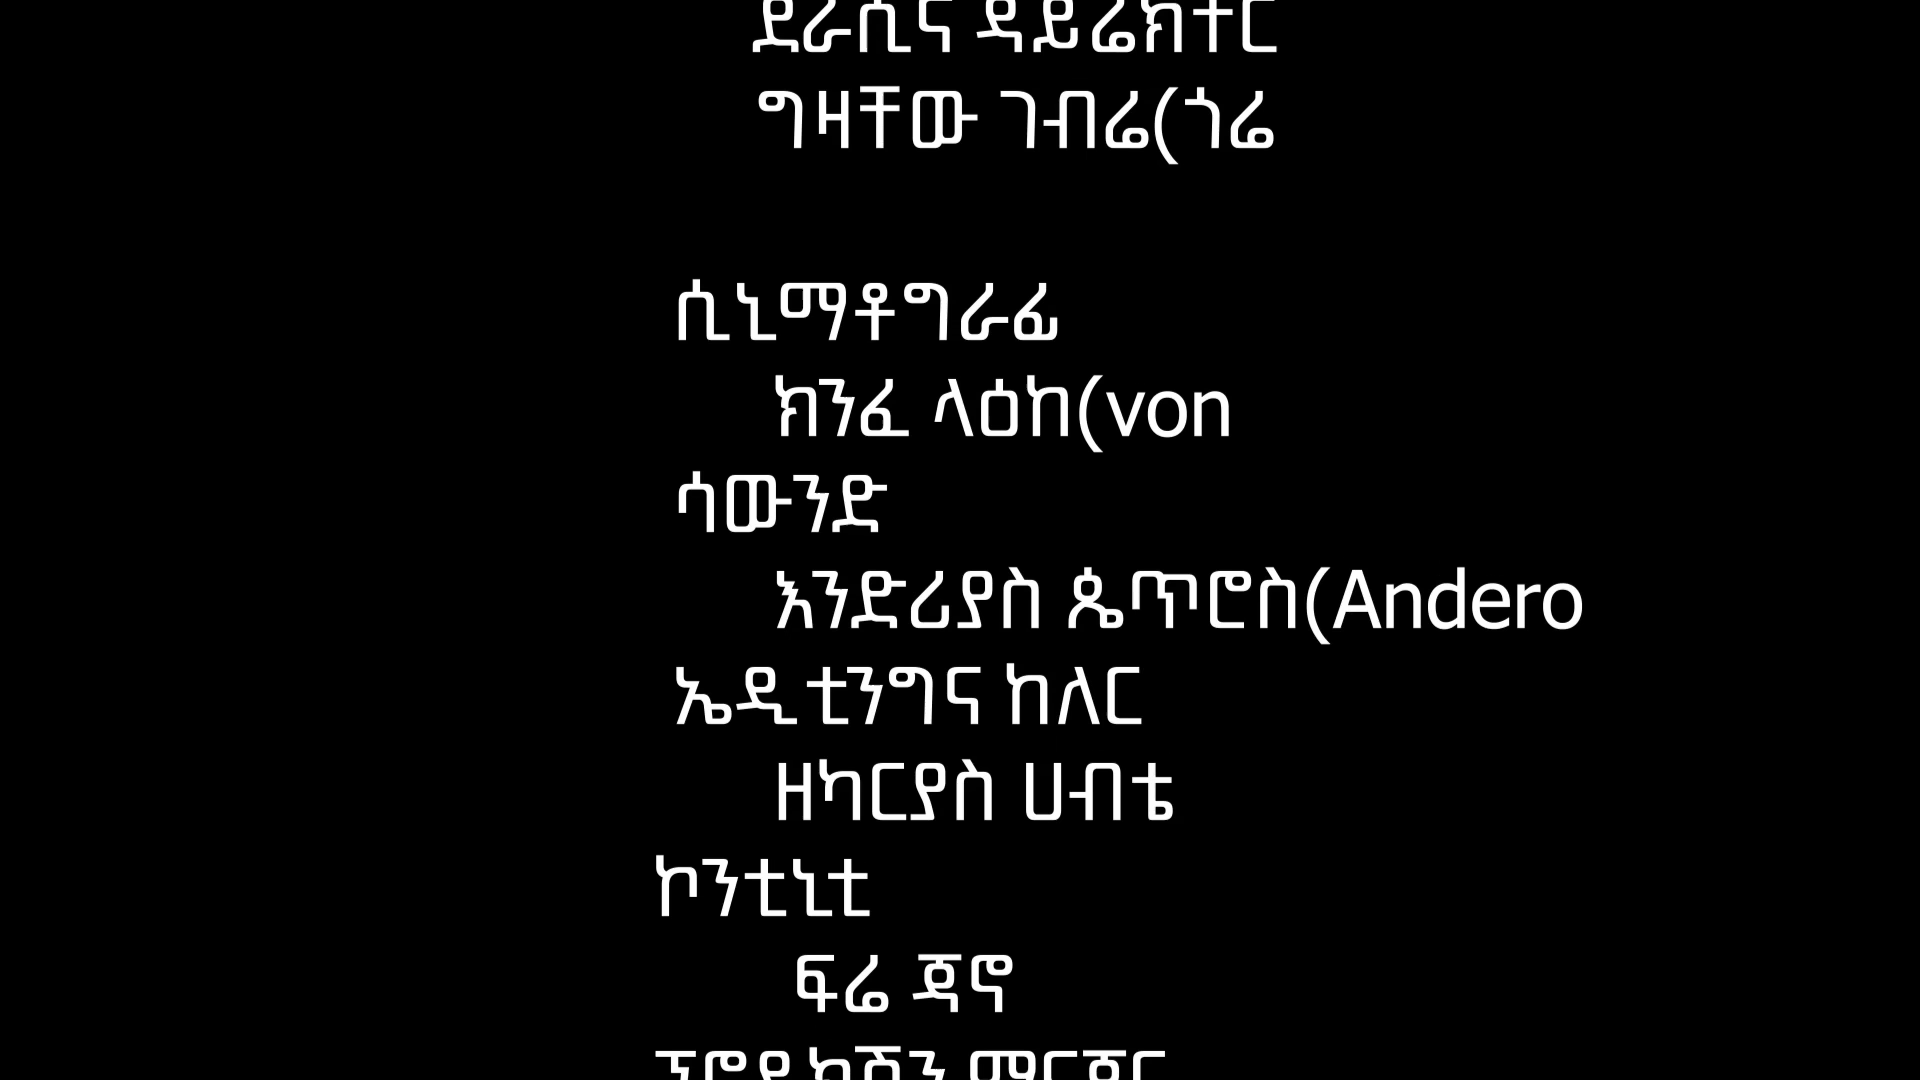 ደራሲና ዳይሬክተር
ግዛቸው ገብሬ(ጎሬ
ሲኒማቶግራፊ
ክንፈ ላዕከ(von
ሳውንድ
እንድሪያስ ጴጥሮስ(Andero
ኤዲቲንግና ከለር
ዘካርያስ ሀብቴ
ኮንቲኒቲ
ፍሬ ጃኖ